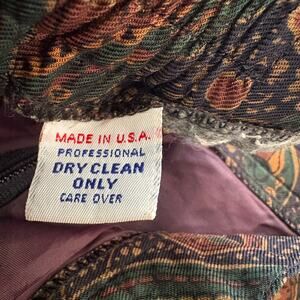 MADE IN U.S.A.
PROFESSIONAL
DRY CLEAN
ONLY
CARE OVER